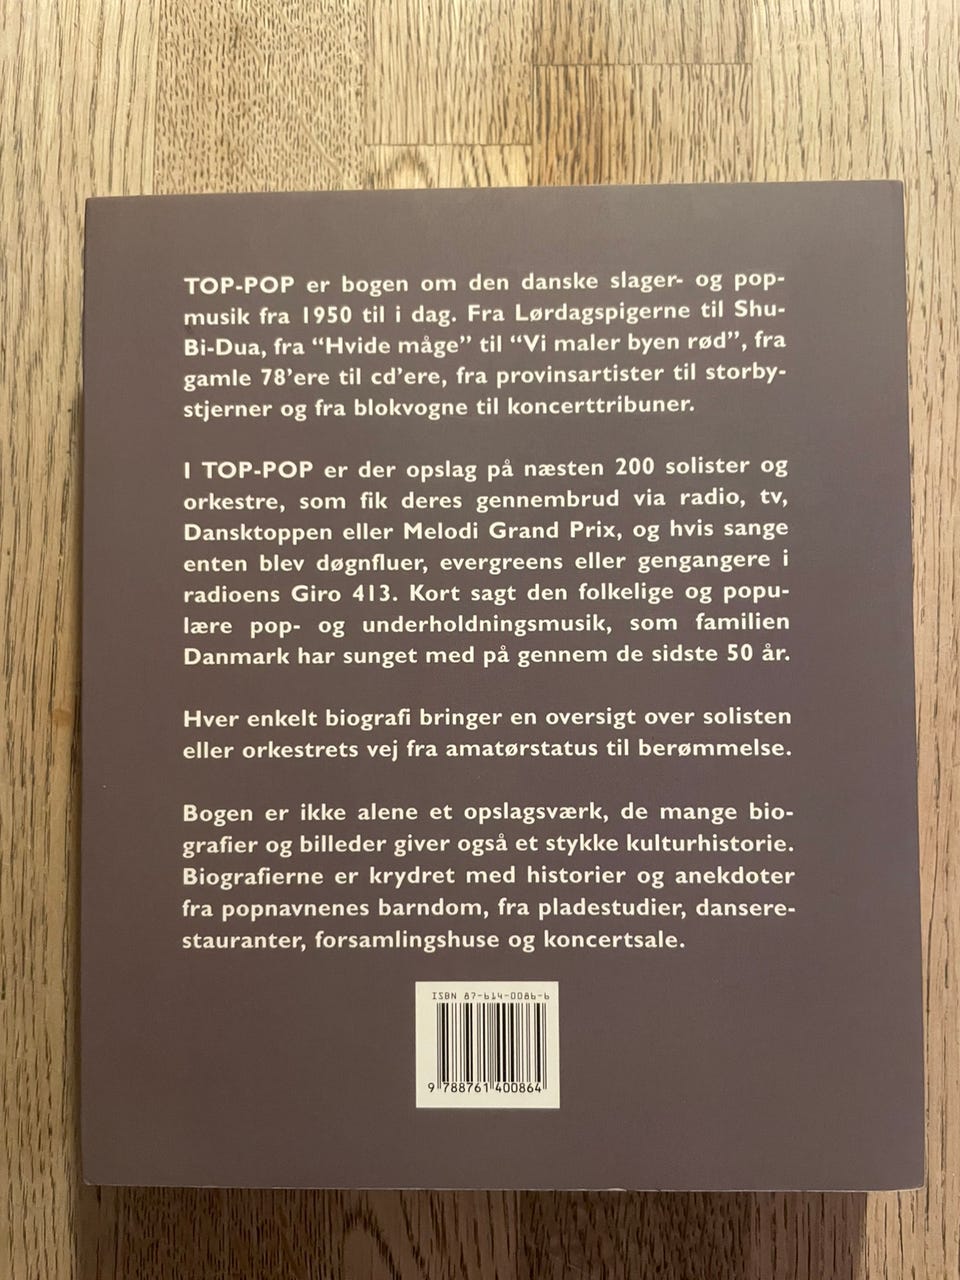 TOP-POP er bogen om den danske slager- og pop-
musik fra 1950 til i dag. Fra Lørdagspigerne til Shu-
Bi-Dua, fra “Hvide måge” til “Vi maler byen rød”, fra
gamle 78’ere til cd’ere, fra provinsartister til storby-
stjerner og fra blokvogne til koncerttribuner.
I TOP-POP er der opslag på næsten 200 solister og
orkestre, som fik deres gennembrud via radio, tv,
Dansktoppen eller Melodi Grand Prix, og hvis sange
enten blev døgnfluer, evergreens eller gengangere i
radioens Giro 413. Kort sagt den folkelige og popu-
lære pop- og underholdningsmusik, som familien
Danmark har sunget med på gennem de sidste 50 år.
Hver enkelt biografi bringer en oversigt over solisten
eller orkestrets vej fra amatørstatus til berømmelse.
Bogen er ikke alene et opslagsværk, de mange bio-
grafier og billeder giver også et stykke kulturhistorie.
Biografierne er krydret med historier og anekdoter
fra popnavnenes barndom, fra pladestudier, dansere-
stauranter, forsamlingshuse og koncertsale.
ISBN 87-614-0086-6
9 788761 400864